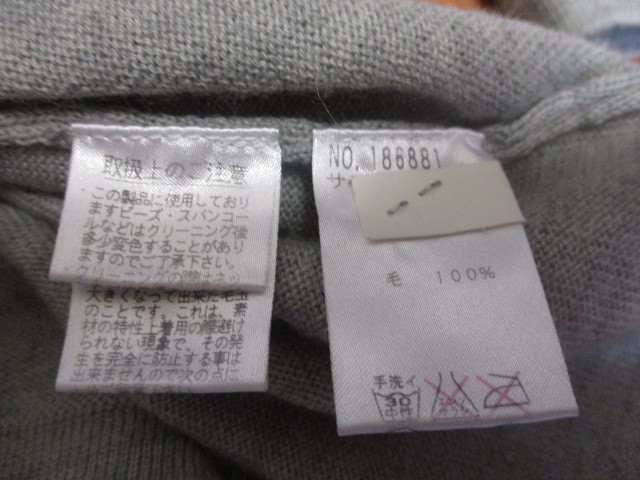 取扱上のご注意
この製品に使用しており
ますビーズ・スパンコー
ルなどはクリーニング後
多少変色することがあり
ますのでご了承下さい。
大きくなって出来た毛玉
のことです。これは、素
材の特性上着用の際避け
られない現象で、その発
生を完全に防止する事は
出来ませんので次の点に
NO. 186881
サ
毛 100%
手洗イ
30
中性